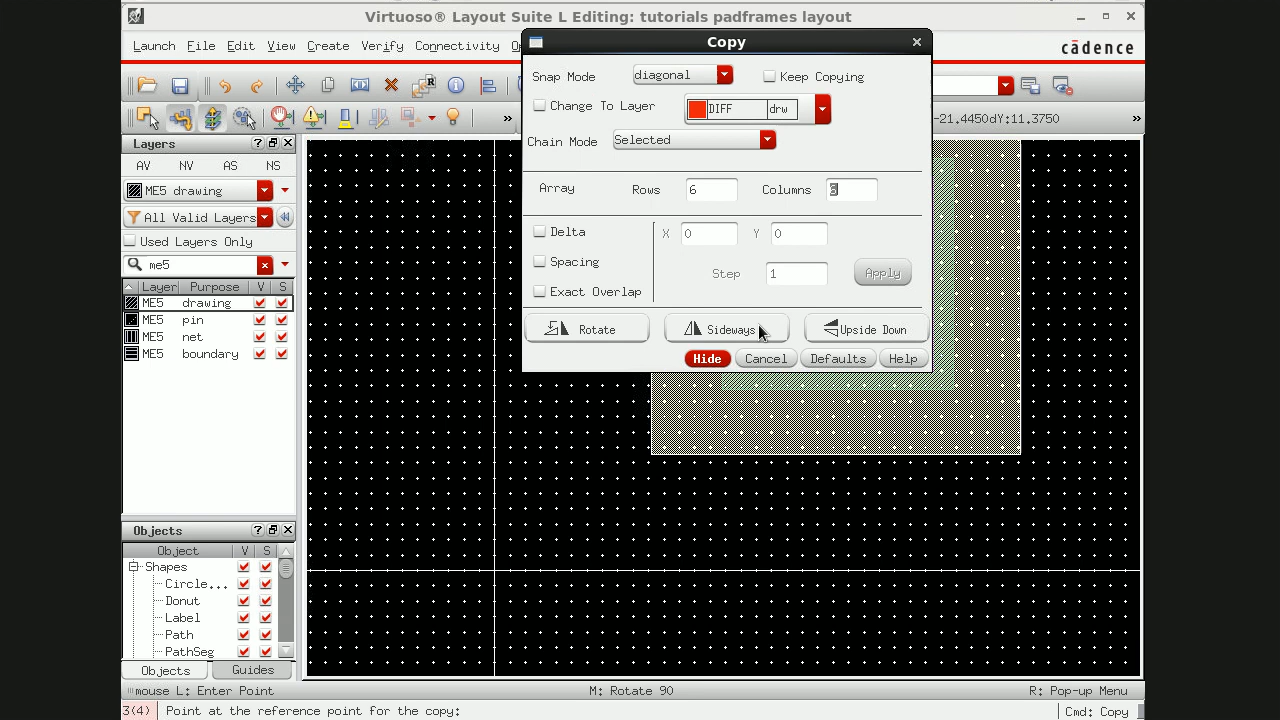 Virtuoso® Layout Suite L Editing: tutorials padframes layout
Launch File Edit View Create Verify Connectivity
cādence
Copy
Snap Mode diagonal Keep Copying
Change To Layer DIFF drw
Chain Mode Selected
Array Rows 6 Columns
Delta X 0 Y 0
Spacing Step 1 Apply
Exact Overlap
Rotate Sideways Upside Down
Hide Cancel Defaults Help
»
-21.4450dY:11.3750 »
Layers ?
AV NV AS NS
ME5 drawing
All Valid Layers
Used Layers Only
me5
Layer Purpose V S
ME5 drawing
ME5 pin
ME5 net
ME5 boundary
Objects ?
Object V S
Shapes
Circle...
Donut
Label
Path
PathSeg
Objects Guides
mouse L: Enter Point M: Rotate 90 R: Pop-up Menu
3(4) Point at the reference point for the copy: Cmd: Copy